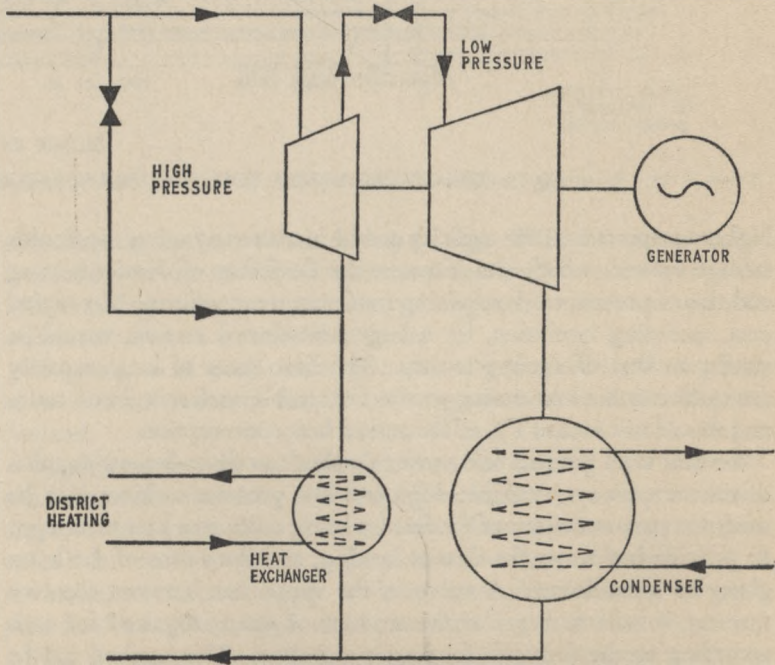 LOW
PRESSURE
HIGH
PRESSURE
GENERATOR
DISTRICT
HEATING
HEAT
EXCHANGER
CONDENSER